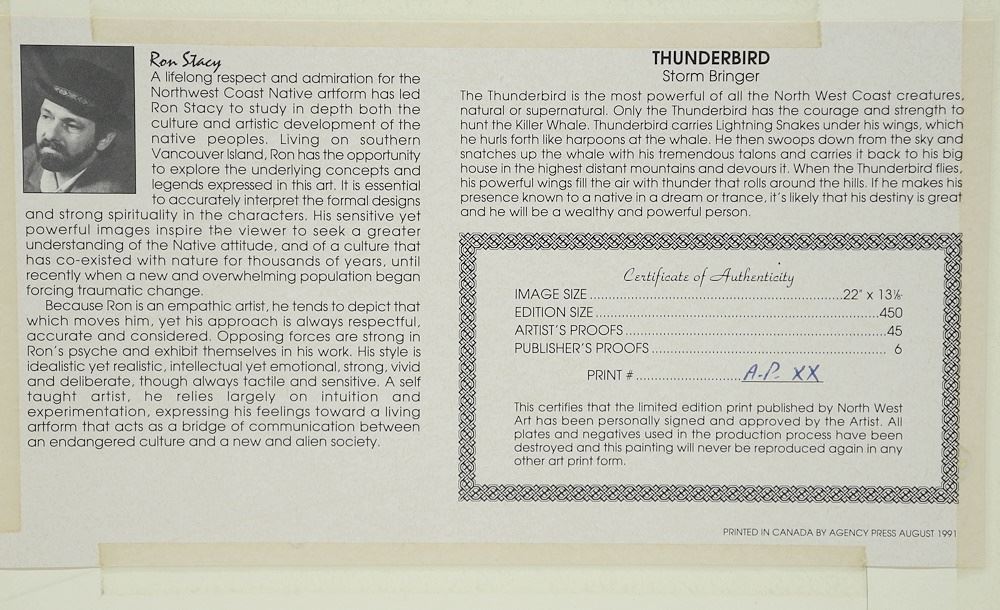 Ron Stacy
A lifelong respect and admiration for the
Northwest Coast Native artform has led
Ron Stacy to study in depth both the
culture and artistic development of the
native peoples. Living on southern
Vancouver Island, Ron has the opportunity
to explore the underlying concepts and
legends expressed in this art. It is essential
to accurately interpret the formal designs
and strong spirituality in the characters. His sensitive yet
powerful images inspire the viewer to seek a greater
understanding of the Native attitude, and of a culture that
has co-existed with nature for thousands of years, until
recently when a new and overwhelming population began
forcing traumatic change.
Because Ron is an empathic artist, he tends to depict that
which moves him, yet his approach is always respectful,
accurate and considered. Opposing forces are strong in
Ron's psyche and exhibit themselves in his work. His style is
idealistic yet realistic, intellectual yet emotional, strong, vivid
and deliberate, though always tactile and sensitive. A self
taught artist, he relies largely on intuition and
experimentation, expressing his feelings toward a living
artform that acts as a bridge of communication between
an endangered culture and a new and alien society.
THUNDERBIRD
Storm Bringer
The Thunderbird is the most powerful of all the North West Coast creatures,
natural or supernatural. Only the Thunderbird has the courage and strength to
hunt the Killer Whale. Thunderbird carries Lightning Snakes under his wings, which
he hurls forth like harpoons at the whale. He then swoops down from the sky and
snatches up the whale with his tremendous talons and carries it back to his big
house in the highest distant mountains and devours it. When the Thunderbird flies,
his powerful wings fill the air with thunder that rolls around the hills. If he makes his
presence known to a native in a dream or trance, it's likely that his destiny is great
and he will be a wealthy and powerful person.
Certificate of Authenticity
IMAGE SIZE ........ 22" x 13⅛"
EDITION SIZE ........ 450
ARTIST'S PROOFS ........ 45
PUBLISHER'S PROOFS ........ 6
PRINT # ........ A.P. XX
This certifies that the limited edition print published by North West
Art has been personally signed and approved by the Artist. All
plates and negatives used in the production process have been
destroyed and this painting will never be reproduced again in any
other art print form.
PRINTED IN CANADA BY AGENCY PRESS AUGUST 1991